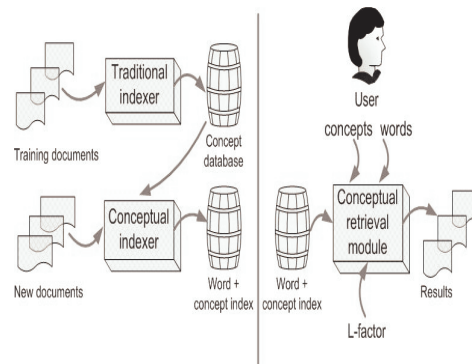 Traditional
indexer
Training documents
Concept
database
Conceptual
indexer
New documents
Word +
concept index
User
concepts words
Conceptual
retrieval
module
Word +
concept index
Results
L-factor